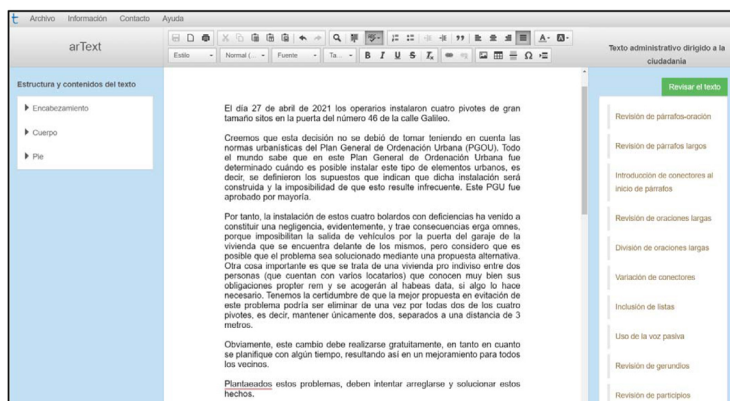 Archivo Información Contacto Ayuda
arText
Estilo Normal (... Fuente Ta...
B I U S Tx
Texto administrativo dirigido a la
ciudadanía
Estructura y contenidos del texto
Encabezamiento
Cuerpo
Pie
El día 27 de abril de 2021 los operarios instalaron cuatro pivotes de gran
tamaño sitos en la puerta del número 46 de la calle Galileo.
Creemos que esta decisión no se debió de tomar teniendo en cuenta las
normas urbanísticas del Plan General de Ordenación Urbana (PGOU). Todo
el mundo sabe que en este Plan General de Ordenación Urbana fue
determinado cuándo es posible instalar este tipo de elementos urbanos, es
decir, se definieron los supuestos que indican que dicha instalación será
construida y la imposibilidad de que esto resulte infrecuente. Este PGU fue
aprobado por mayoría.
Por tanto, la instalación de estos cuatro bolardos con deficiencias ha venido a
constituir una negligencia, evidentemente, y trae consecuencias erga omnes,
porque imposibilitan la salida de vehículos por la puerta del garaje de la
vivienda que se encuentra delante de los mismos, pero considero que es
posible que el problema sea solucionado mediante una propuesta alternativa.
Otra cosa importante es que se trata de una vivienda pro indiviso entre dos
personas (que cuentan con varios locatarios) que conocen muy bien sus
obligaciones propter rem y se acogerán al habeas data, si algo lo hace
necesario. Tenemos la certidumbre de que la mejor propuesta en evitación de
este problema podría ser eliminar de una vez por todas dos de los cuatro
pivotes, es decir, mantener únicamente dos, separados a una distancia de 3
metros.
Obviamente, este cambio debe realizarse gratuitamente, en tanto en cuanto
se planifique con algún tiempo, resultando así en un mejoramiento para todos
los vecinos.
Plantaeados estos problemas, deben intentar arreglarse y solucionar estos
hechos.
Revisar el texto
Revisión de párrafos-oración
Revisión de párrafos largos
Introducción de conectores al
inicio de párrafos
Revisión de oraciones largas
División de oraciones largas
Variación de conectores
Inclusión de listas
Uso de la voz pasiva
Revisión de gerundios
Revisión de participios